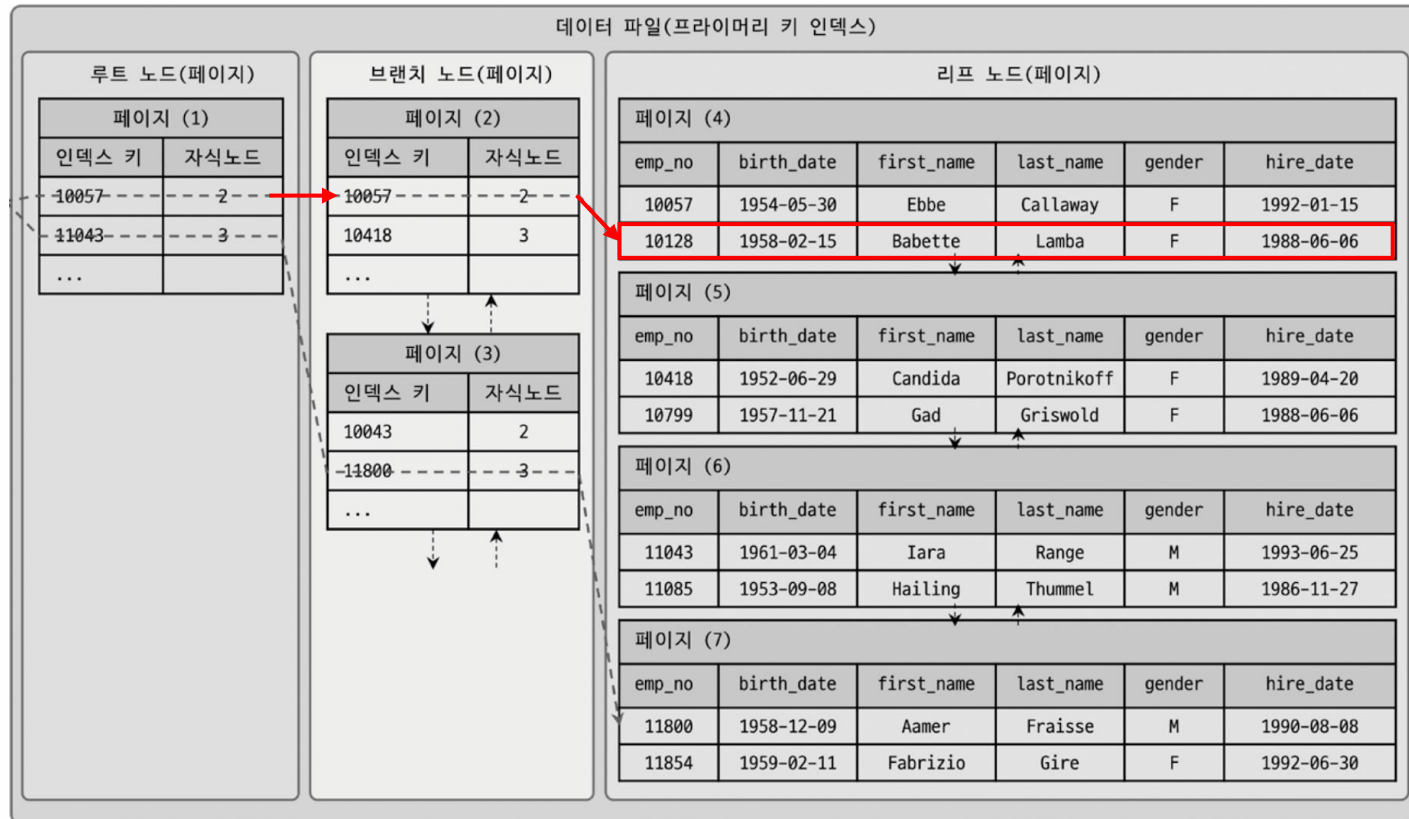 데이터 파일(프라이머리 키 인덱스)
루트 노드(페이지)
페이지 (1)
인덱스 키 자식노드
10057 2
11043 3
...
브랜치 노드(페이지)
페이지 (2)
인덱스 키 자식노드
10057 2
10418 3
...
페이지 (3)
인덱스 키 자식노드
10043 2
11800 3
...
리프 노드(페이지)
페이지 (4)
emp_no birth_date first_name last_name gender hire_date
10057 1954-05-30 Ebbe Callaway F 1992-01-15
10128 1958-02-15 Babette Lamba F 1988-06-06
페이지 (5)
emp_no birth_date first_name last_name gender hire_date
10418 1952-06-29 Candida Porotnikoff F 1989-04-20
10799 1957-11-21 Gad Griswold F 1988-06-06
페이지 (6)
emp_no birth_date first_name last_name gender hire_date
11043 1961-03-04 Iara Range M 1993-06-25
11085 1953-09-08 Hailing Thummel M 1986-11-27
페이지 (7)
emp_no birth_date first_name last_name gender hire_date
11800 1958-12-09 Aamer Fraisse M 1990-08-08
11854 1959-02-11 Fabrizio Gire F 1992-06-30